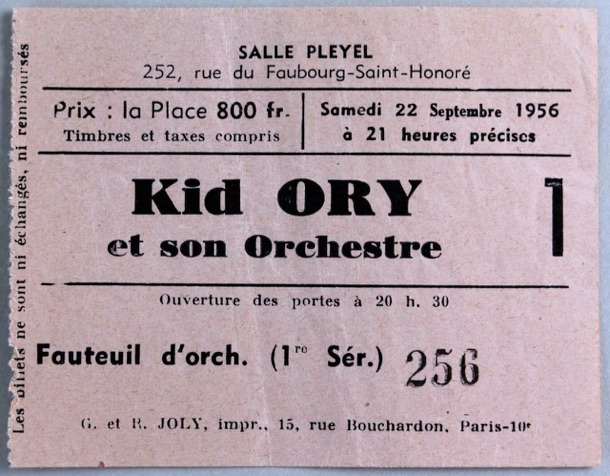 SALLE PLEYEL
252, rue du Faubourg-Saint-Honoré
Prix : la Place 800 fr.
Timbres et taxes compris
Samedi 22 Septembre 1956
à 21 heures précises
Kid ORY
et son Orchestre
1
Ouverture des portes à 20 h. 30
Fauteuil d'orch. (1re Sér.) 256
G. et R. JOLY, impr., 15, rue Bouchardon, Paris-10e
Les billets ne sont ni échangés, ni remboursés